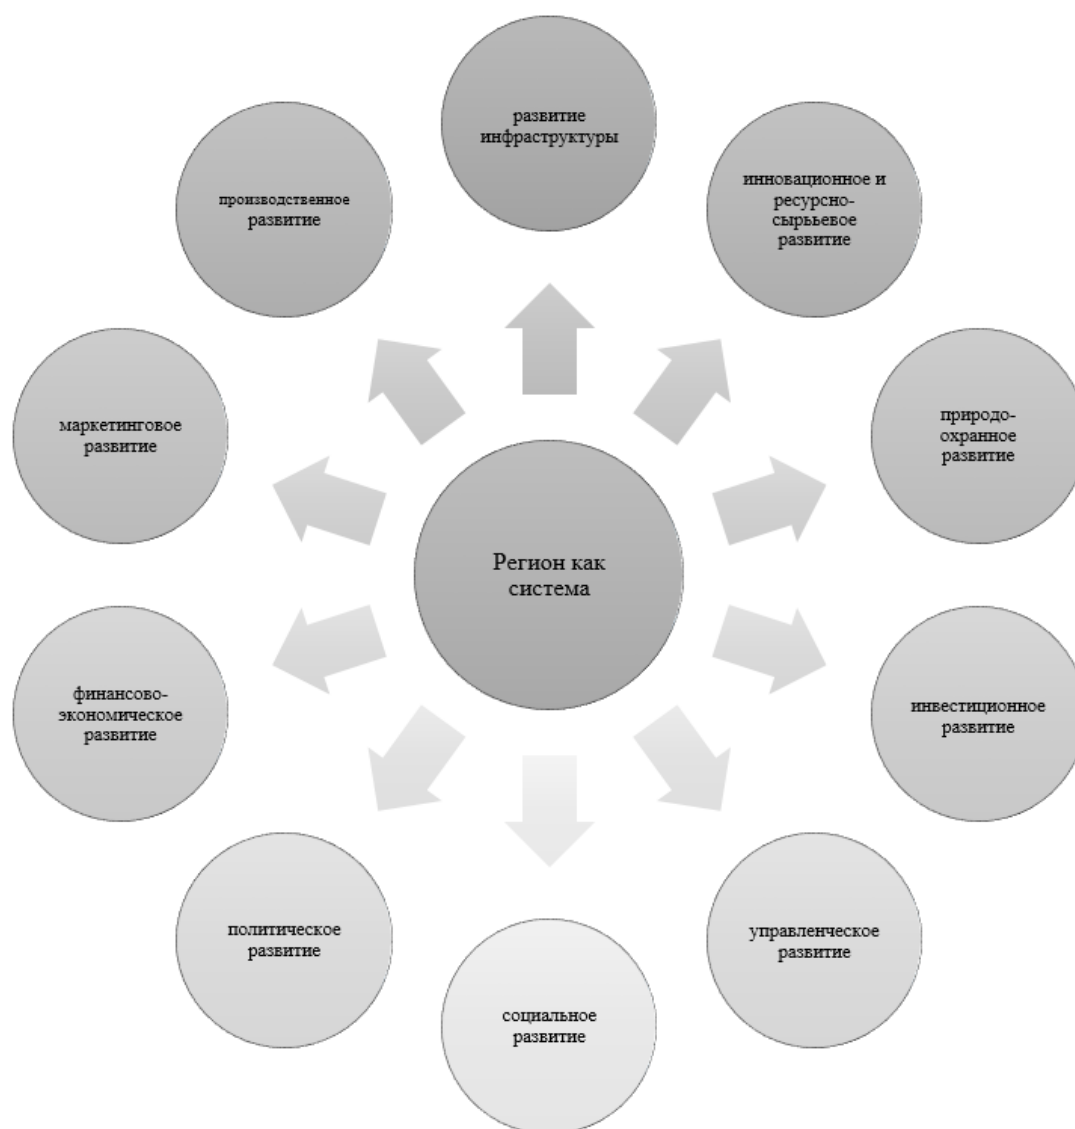 развитие
инфраструктуры
инновационное и
ресурсно-
сырььевое
развитие
производственное
развитие
природо-
охранное
развитие
маркетинговое
развитие
Регион как
система
инвестиционное
развитие
финансово-
экономическое
развитие
управленческое
развитие
политическое
развитие
социальное
развитие